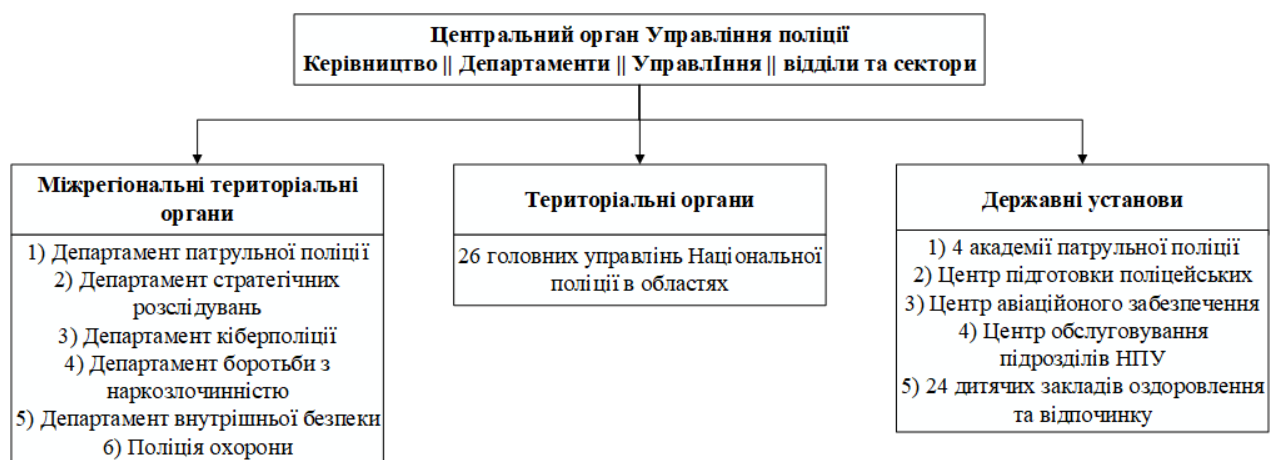 Центральний орган Управління поліції
Керівництво || Департаменти || УправлІння || відділи та сектори
Міжрегіональні територіальні
органи
1) Департамент патрульної поліції
2) Департамент стратегічних
розслідувань
3) Департамент кіберполіції
4) Департамент боротьби з
наркозлочинністю
5) Департамент внутрішньої безпеки
6) Поліція охорони
Територіальні органи
26 головних управлінь Національної
поліції в областях
Державні установи
1) 4 академії патрульної поліції
2) Центр підготовки поліцейських
3) Центр авіаційоного забезпечення
4) Центр обслуговування
підрозділів НПУ
5) 24 дитячих закладів оздоровлення
та відпочинку